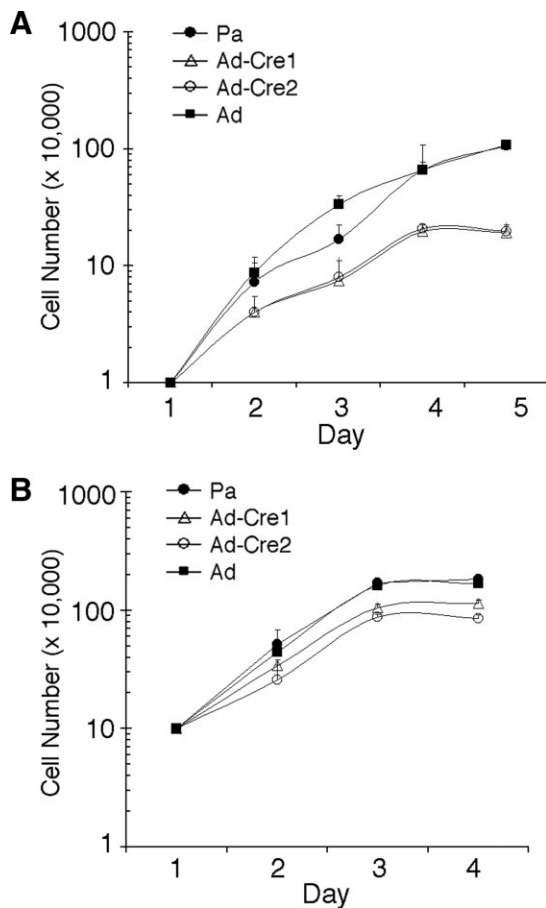 A
Cell Number (x 10,000)
1000
100
10
1
Pa
Ad-Cre1
Ad-Cre2
Ad
1 2 3 4 5
Day
B
Cell Number (x 10,000)
1000
100
10
1
Pa
Ad-Cre1
Ad-Cre2
Ad
1 2 3 4
Day